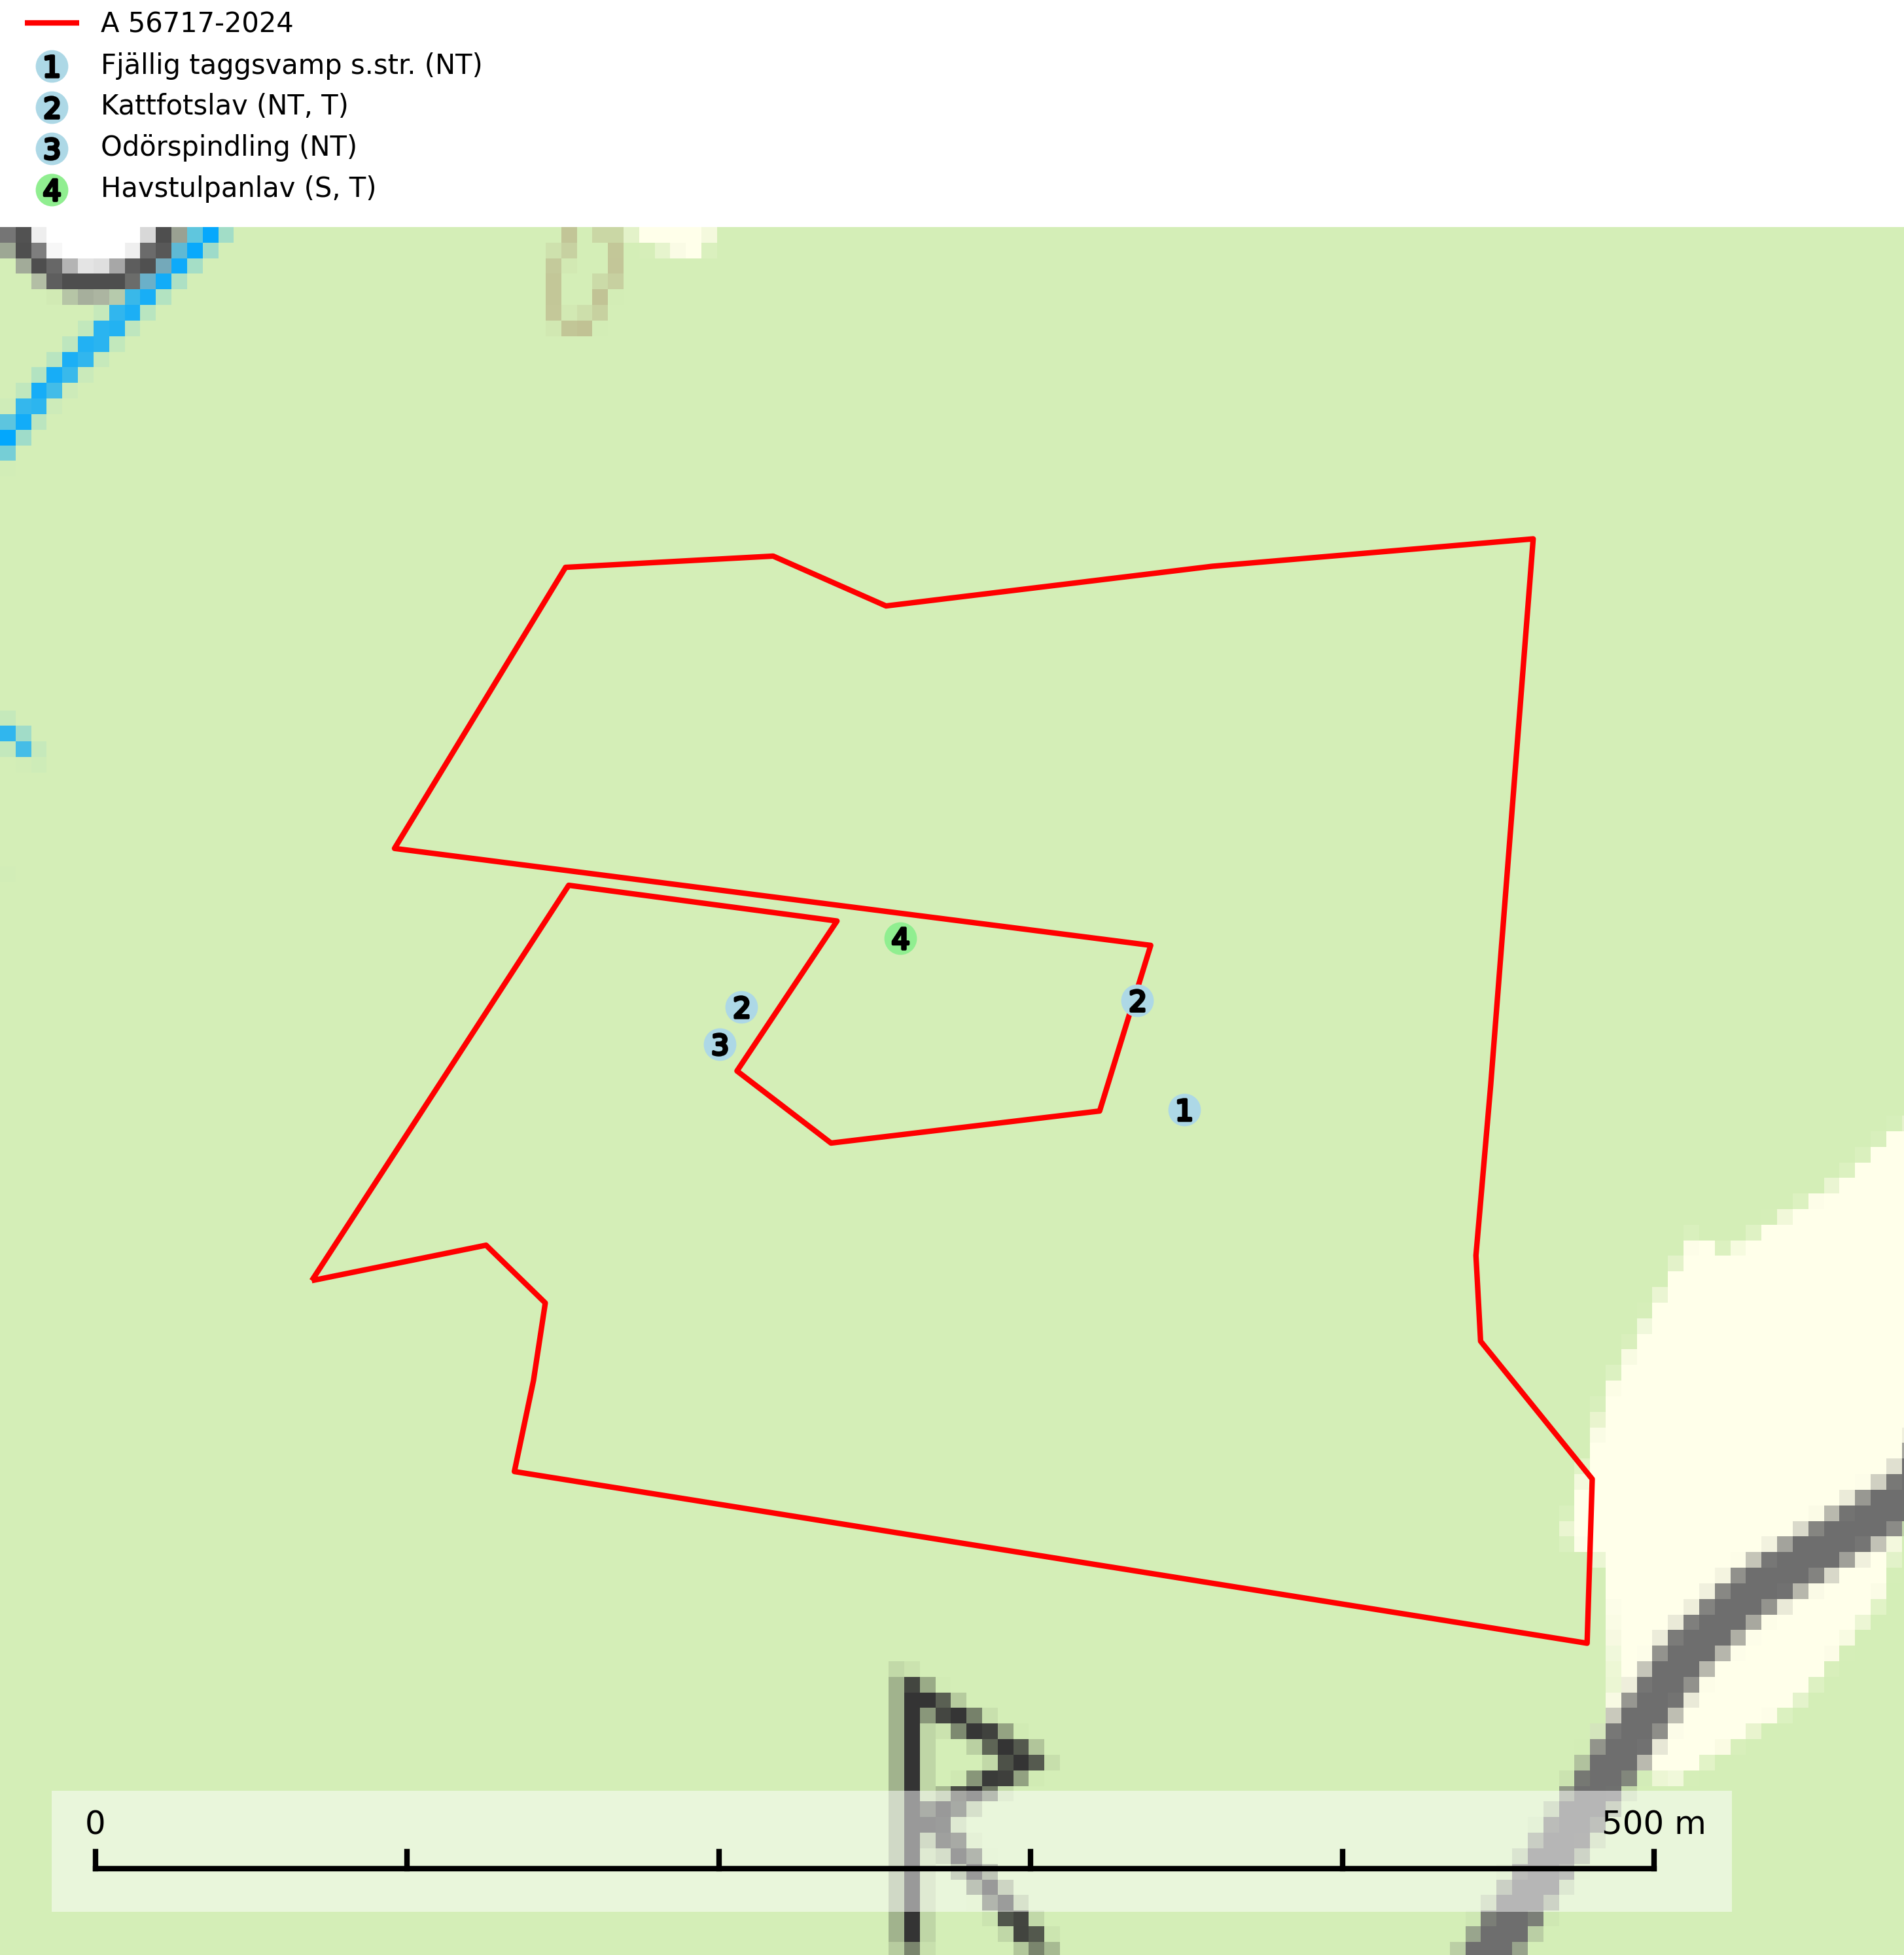 A 56717-2024
1 Fjällig taggsvamp s.str. (NT)
2 Kattfotslav (NT, T)
3 Odörspindling (NT)
4 Havstulpanlav (S, T)
4
2
2
3
1
0
500 m